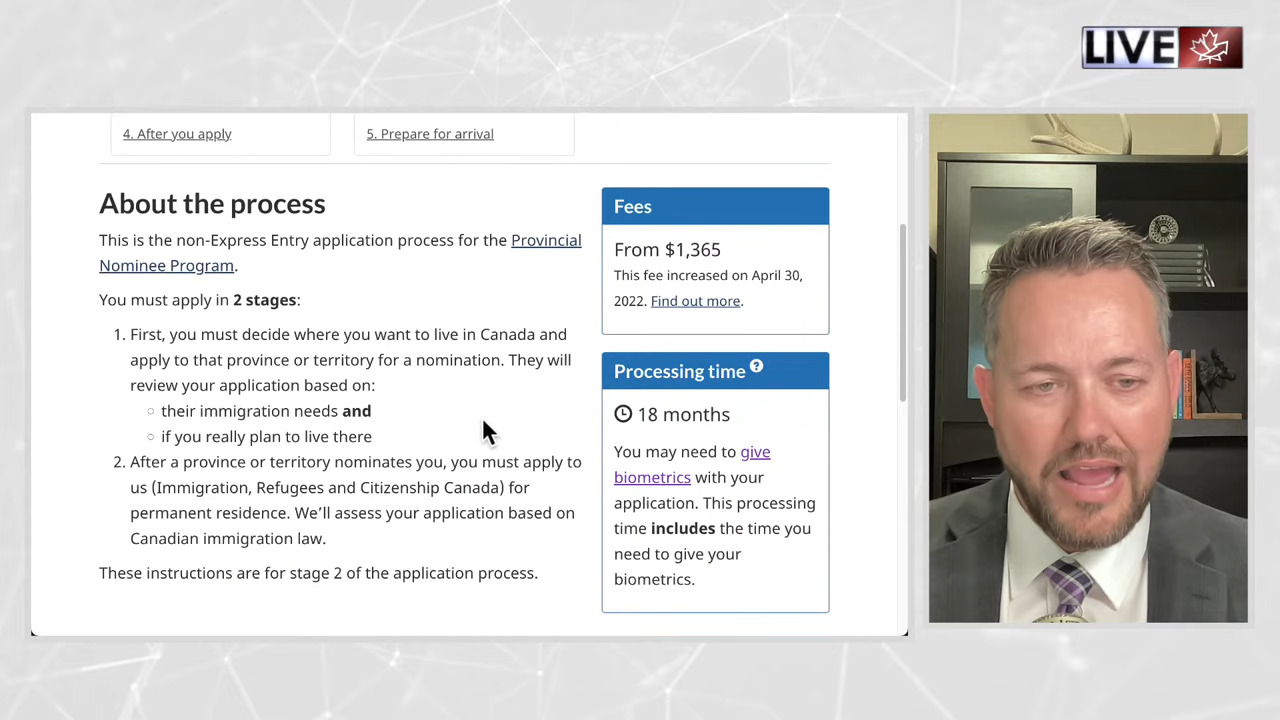 LIVE
4. After you apply
5. Prepare for arrival
About the process
This is the non-Express Entry application process for the Provincial
Nominee Program.
You must apply in 2 stages:
1. First, you must decide where you want to live in Canada and
apply to that province or territory for a nomination. They will
review your application based on:
○ their immigration needs and
○ if you really plan to live there
2. After a province or territory nominates you, you must apply to
us (Immigration, Refugees and Citizenship Canada) for
permanent residence. We’ll assess your application based on
Canadian immigration law.
These instructions are for stage 2 of the application process.
Fees
From $1,365
This fee increased on April 30,
2022. Find out more.
Processing time ?
18 months
You may need to give
biometrics with your
application. This processing
time includes the time you
need to give your
biometrics.